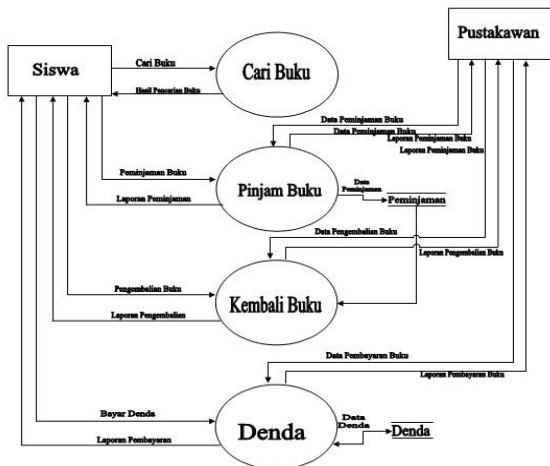 Pustakawan
Siswa
Cari Buku
Cari Buku
Hasil Pencarian Buku
Data Peminjaman Buku
Data Peminjaman Buku
Laporan Peminjaman Buku
Laporan Peminjaman Buku
Peminjaman Buku
Pinjam Buku
Data
Peminjaman
Peminjaman
Laporan Peminjaman
Data Pengembalian Buku
Laporan Pengembalian Buku
Pengembalian Buku
Kembali Buku
Laporan Pengembalian
Data Pembayaran Buku
Laporan Pembayaran Buku
Bayar Denda
Denda
Data
Denda
Denda
Laporan Pembayaran